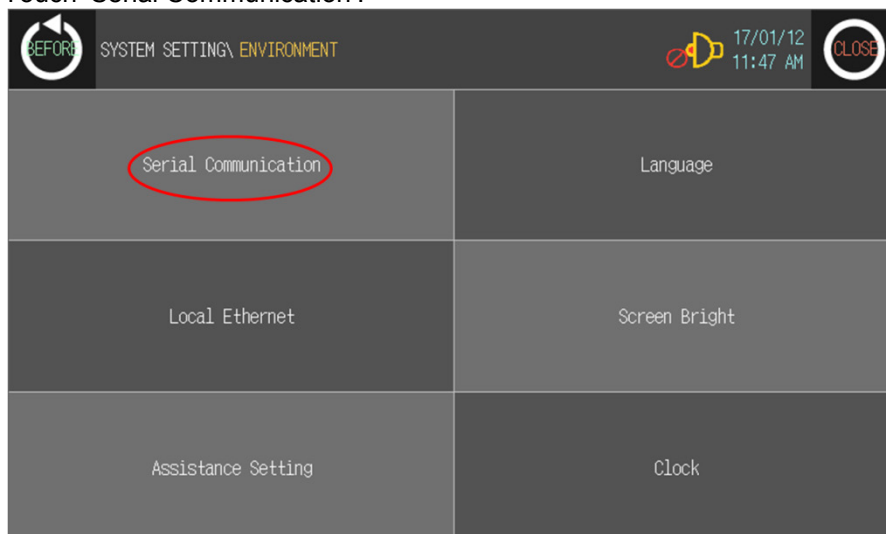 Touch 'Serial Communication'.
BEFORE
SYSTEM SETTING\ ENVIRONMENT
17/01/12
11:47 AM
CLOSE
Serial Communication
Language
Local Ethernet
Screen Bright
Assistance Setting
Clock